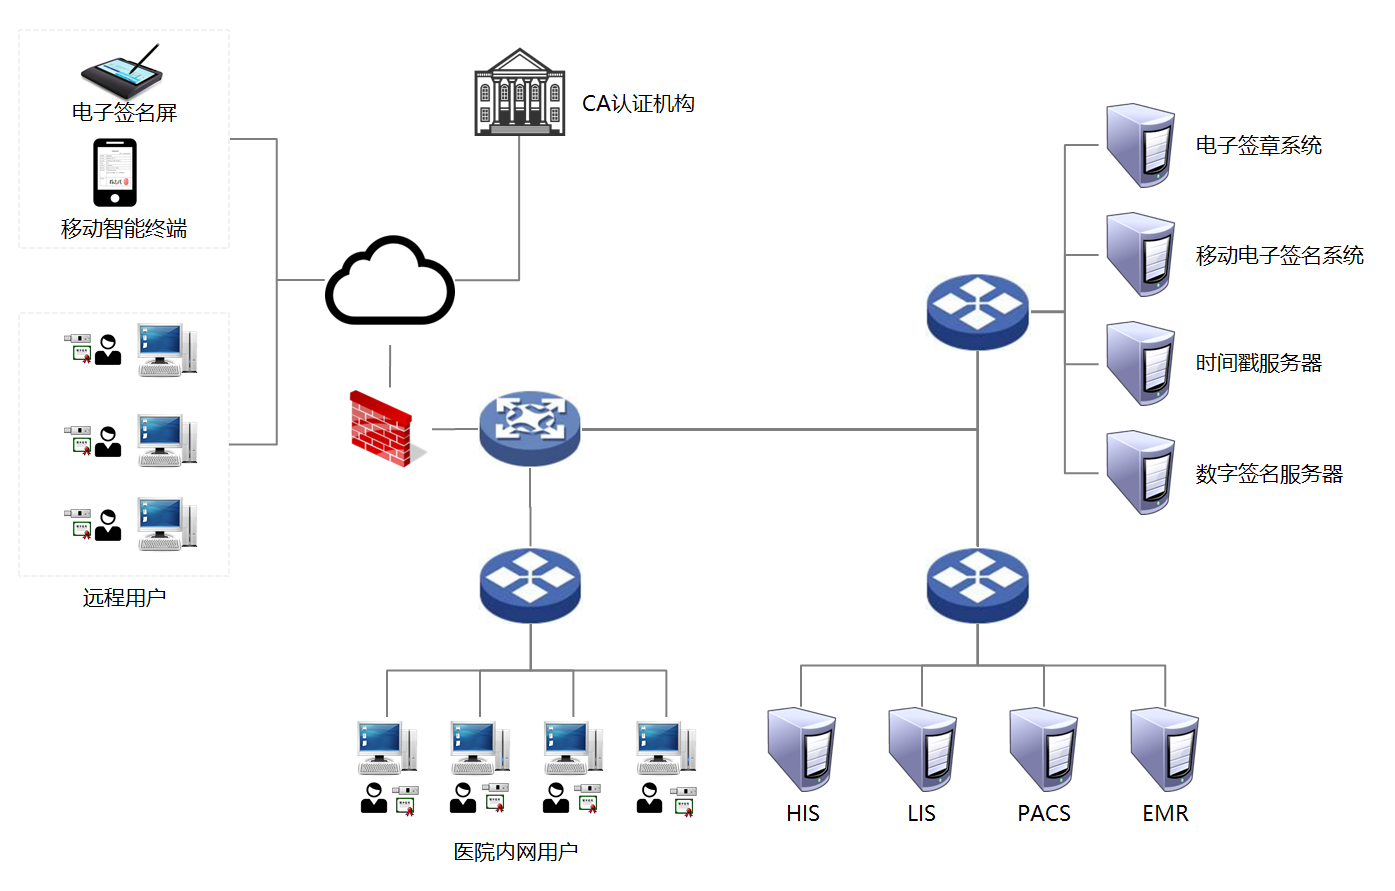 电子签名屏
移动智能终端
CA认证机构
电子签章系统
移动电子签名系统
时间戳服务器
数字签名服务器
远程用户
HIS
LIS
PACS
EMR
医院内网用户